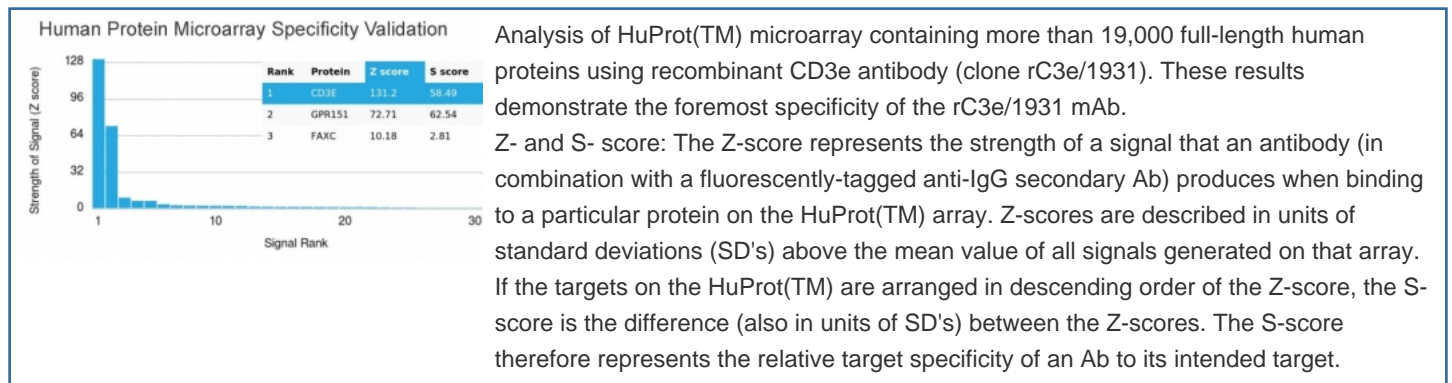 Human Protein Microarray Specificity Validation
Strength of Signal (Z score)
128
96
64
32
0
1
10
20
30
Signal Rank
Rank Protein Z score S score
1 CD3E 131.2 58.49
2 GPR151 72.71 62.54
3 FAXC 10.18 2.81
Analysis of HuProt(TM) microarray containing more than 19,000 full-length human
proteins using recombinant CD3e antibody (clone rC3e/1931). These results
demonstrate the foremost specificity of the rC3e/1931 mAb.
Z- and S- score: The Z-score represents the strength of a signal that an antibody (in
combination with a fluorescently-tagged anti-IgG secondary Ab) produces when binding
to a particular protein on the HuProt(TM) array. Z-scores are described in units of
standard deviations (SD's) above the mean value of all signals generated on that array.
If the targets on the HuProt(TM) are arranged in descending order of the Z-score, the S-
score is the difference (also in units of SD's) between the Z-scores. The S-score
therefore represents the relative target specificity of an Ab to its intended target.